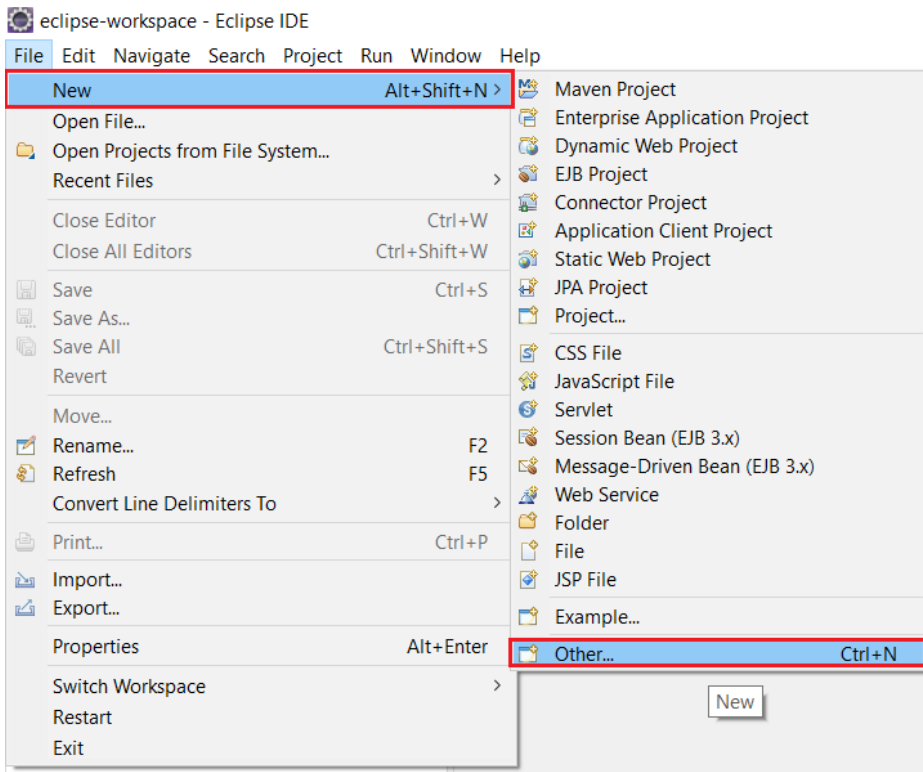 eclipse-workspace - Eclipse IDE
File Edit Navigate Search Project Run Window Help
New Alt+Shift+N >
Open File...
Open Projects from File System...
Recent Files >
Close Editor Ctrl+W
Close All Editors Ctrl+Shift+W
Save Ctrl+S
Save As...
Save All Ctrl+Shift+S
Revert
Move...
Rename... F2
Refresh F5
Convert Line Delimiters To >
Print... Ctrl+P
Import...
Export...
Properties Alt+Enter
Switch Workspace >
Restart
Exit
Maven Project
Enterprise Application Project
Dynamic Web Project
EJB Project
Connector Project
Application Client Project
Static Web Project
JPA Project
Project...
CSS File
JavaScript File
Servlet
Session Bean (EJB 3.x)
Message-Driven Bean (EJB 3.x)
Web Service
Folder
File
JSP File
Example...
Other... Ctrl+N
New